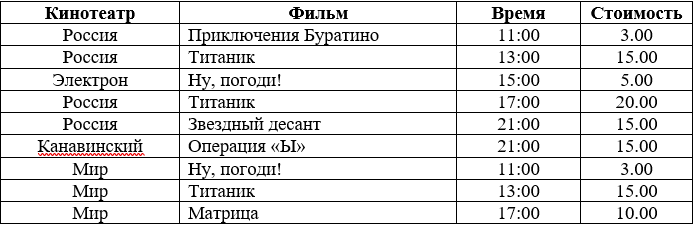 Кинотеатр Фильм Время Стоимость
Россия Приключения Буратино 11:00 3.00
Россия Титаник 13:00 15.00
Электрон Ну, погоди! 15:00 5.00
Россия Титаник 17:00 20.00
Россия Звездный десант 21:00 15.00
Канавинский Операция «Ы» 21:00 15.00
Мир Ну, погоди! 11:00 3.00
Мир Титаник 13:00 15.00
Мир Матрица 17:00 10.00